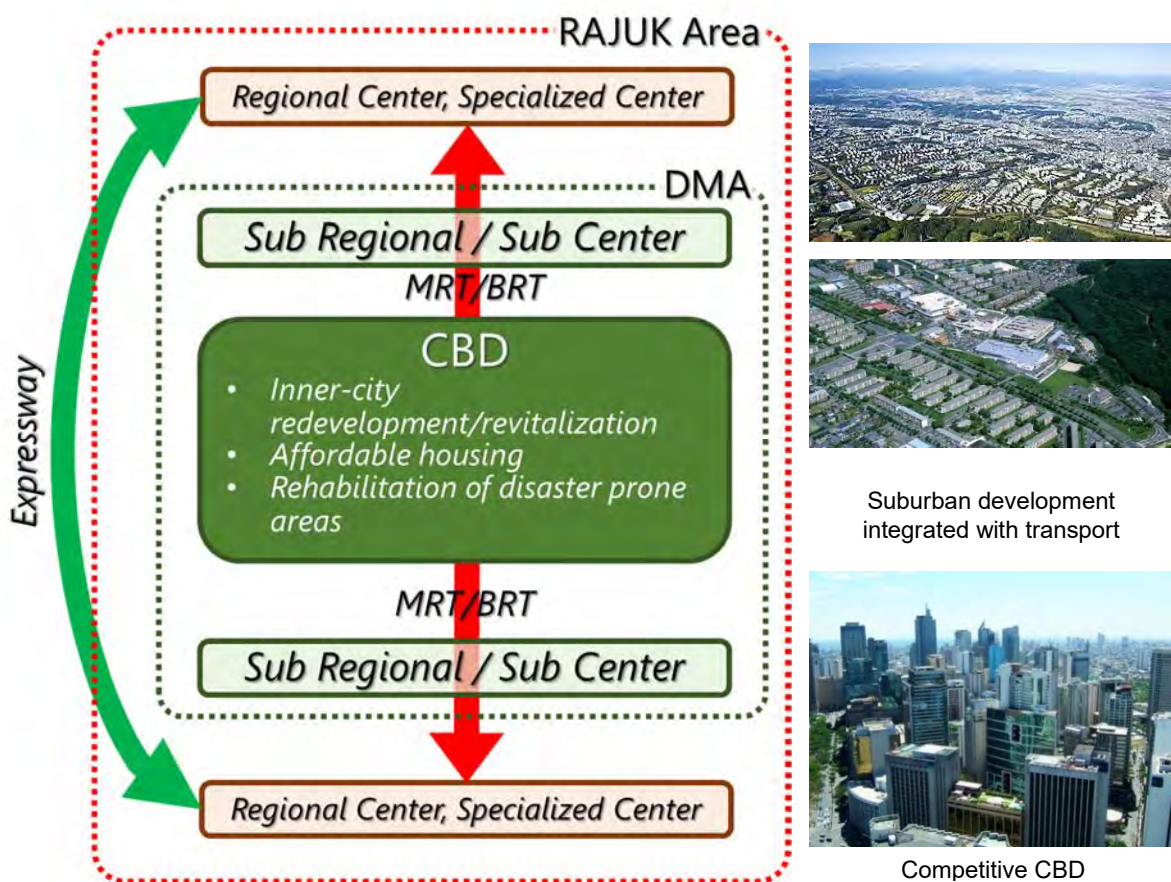 RAJUK Area
Regional Center, Specialized Center
DMA
Sub Regional / Sub Center
MRT/BRT
CBD
• Inner-city
redevelopment/revitalization
• Affordable housing
• Rehabilitation of disaster prone
areas
Expressway
MRT/BRT
Sub Regional / Sub Center
Regional Center, Specialized Center
Suburban development
integrated with transport
Competitive CBD